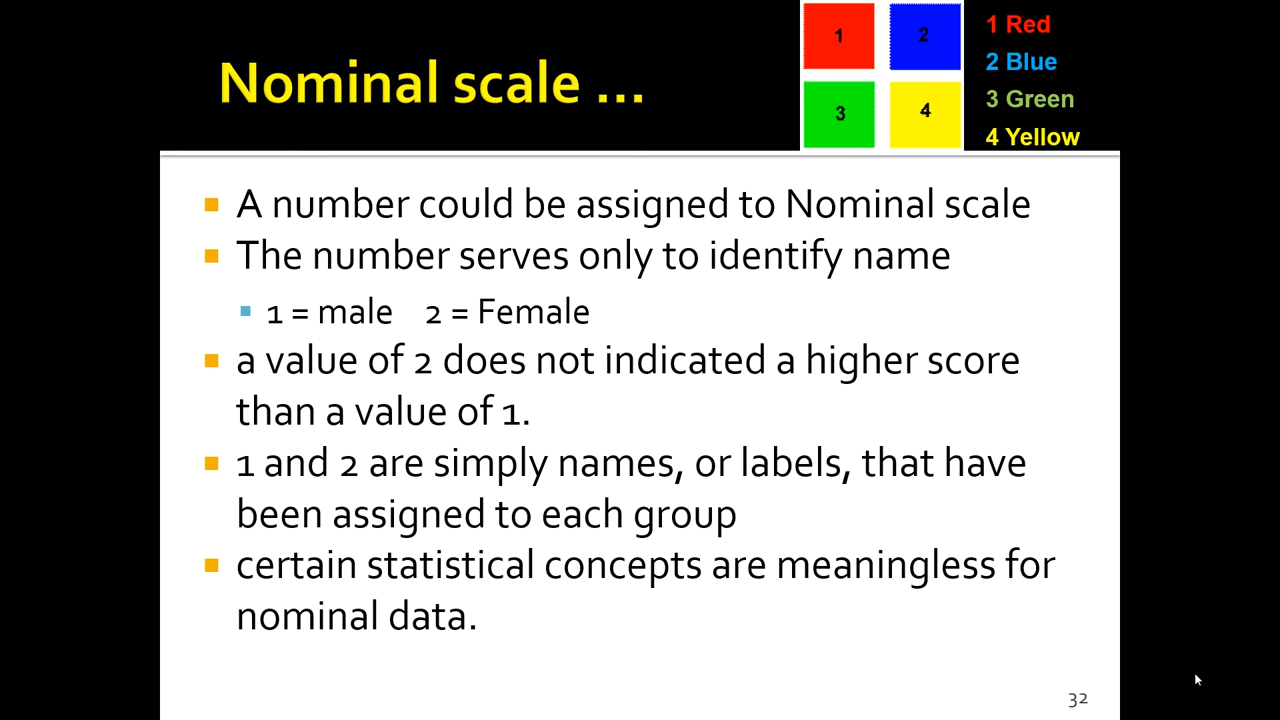 Nominal scale ...
1
2
3
4
1 Red
2 Blue
3 Green
4 Yellow
A number could be assigned to Nominal scale
The number serves only to identify name
1 = male 2 = Female
a value of 2 does not indicated a higher score
than a value of 1.
1 and 2 are simply names, or labels, that have
been assigned to each group
certain statistical concepts are meaningless for
nominal data.
32